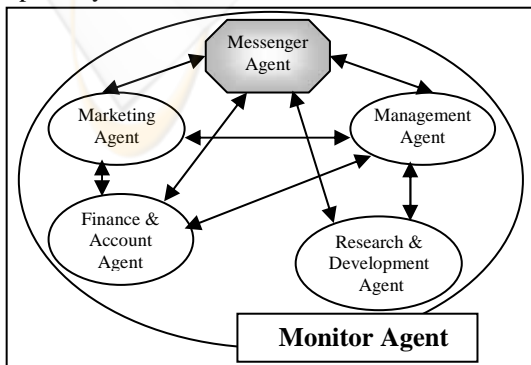 Messenger
Agent
Marketing
Agent
Management
Agent
Finance &
Account
Agent
Research &
Development
Agent
Monitor Agent